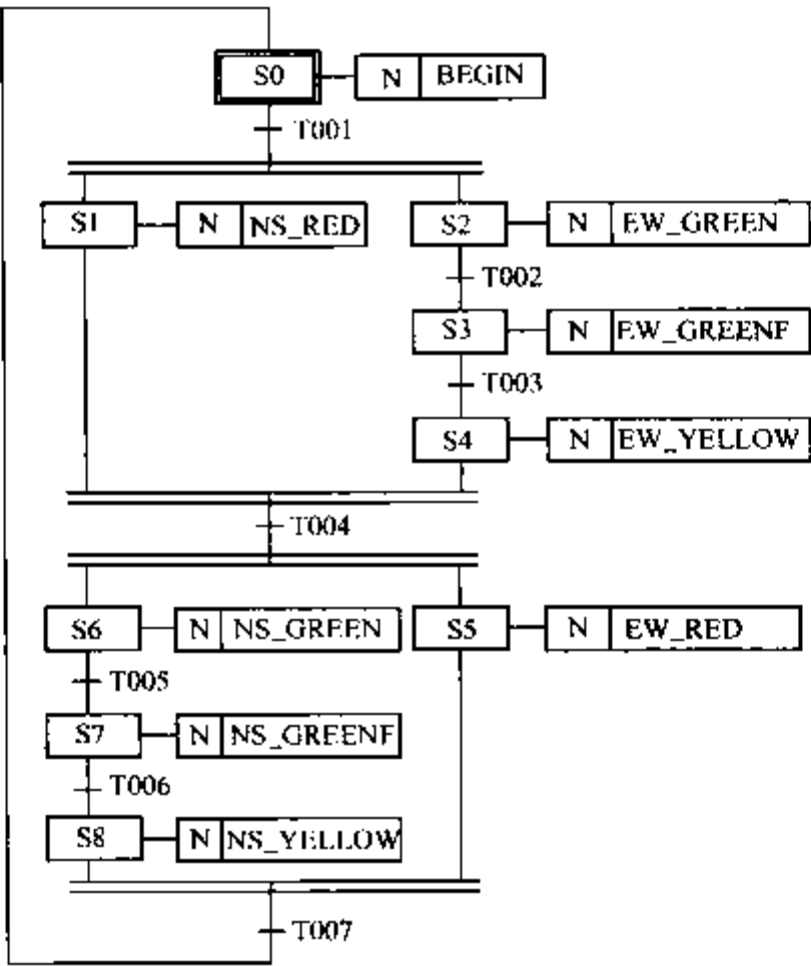 S0 N BEGIN
T001
S1 N NS_RED S2 N EW_GREEN
T002
S3 N EW_GREENF
T003
S4 N EW_YELLOW
T004
S6 N NS_GREEN S5 N EW_RED
T005
S7 N NS_GREENF
T006
S8 N NS_YELLOW
T007